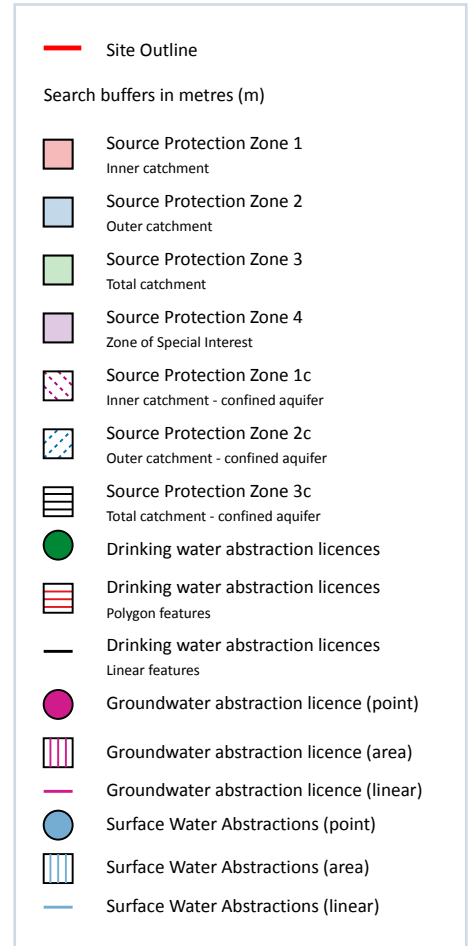 Site Outline
Search buffers in metres (m)
Source Protection Zone 1
Inner catchment
Source Protection Zone 2
Outer catchment
Source Protection Zone 3
Total catchment
Source Protection Zone 4
Zone of Special Interest
Source Protection Zone 1c
Inner catchment - confined aquifer
Source Protection Zone 2c
Outer catchment - confined aquifer
Source Protection Zone 3c
Total catchment - confined aquifer
Drinking water abstraction licences
Drinking water abstraction licences
Polygon features
Drinking water abstraction licences
Linear features
Groundwater abstraction licence (point)
Groundwater abstraction licence (area)
Groundwater abstraction licence (linear)
Surface Water Abstractions (point)
Surface Water Abstractions (area)
Surface Water Abstractions (linear)